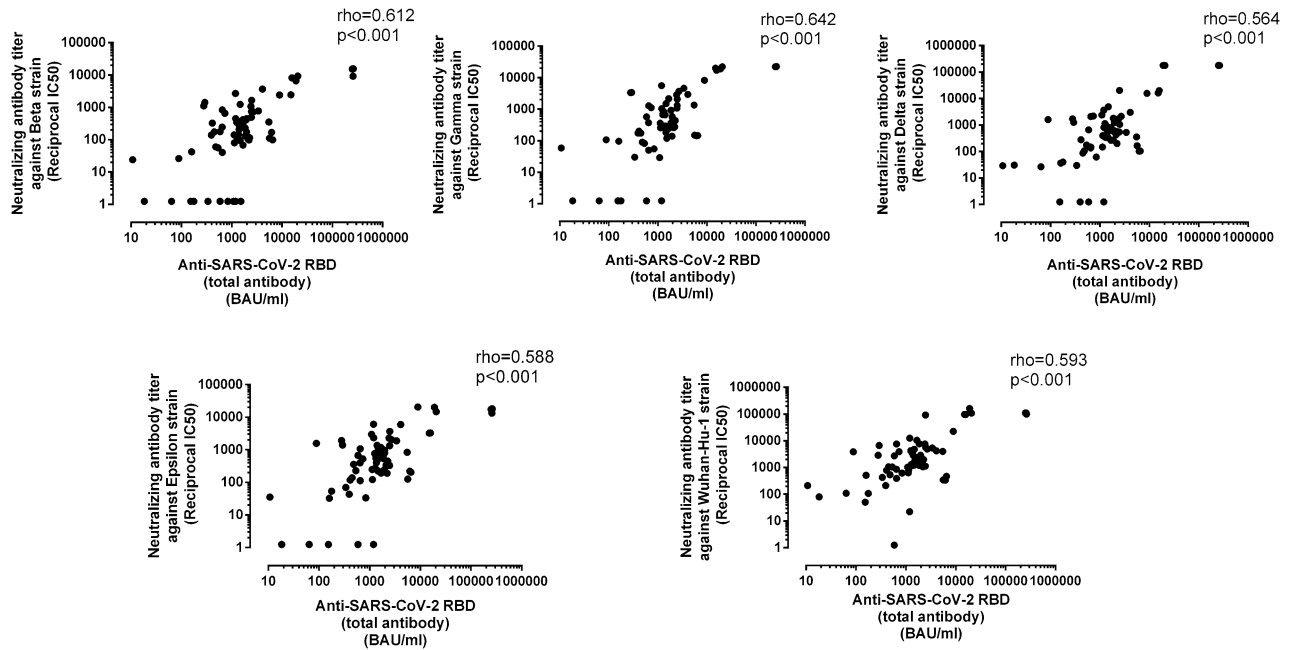 rho=0.612
p<0.001
Neutralizing antibody titer
against Beta strain
(Reciprocal IC50)
100000
10000
1000
100
10
1
10 100 1000 10000 100000 1000000
Anti-SARS-CoV-2 RBD
(total antibody)
(BAU/ml)
rho=0.642
p<0.001
Neutralizing antibody titer
against Gamma strain
(Reciprocal IC50)
100000
10000
1000
100
10
1
10 100 1000 10000 100000 1000000
Anti-SARS-CoV-2 RBD
(total antibody)
(BAU/ml)
rho=0.564
p<0.001
Neutralizing antibody titer
against Delta strain
(Reciprocal IC50)
1000000
100000
10000
1000
100
10
1
10 100 1000 10000 100000 1000000
Anti-SARS-CoV-2 RBD
(total antibody)
(BAU/ml)
rho=0.588
p<0.001
Neutralizing antibody titer
against Epsilon strain
(Reciprocal IC50)
100000
10000
1000
100
10
1
10 100 1000 10000 100000 1000000
Anti-SARS-CoV-2 RBD
(total antibody)
(BAU/ml)
rho=0.593
p<0.001
Neutralizing antibody titer
against Wuhan-Hu-1 strain
(Reciprocal IC50)
1000000
100000
10000
1000
100
10
1
10 100 1000 10000 100000 1000000
Anti-SARS-CoV-2 RBD
(total antibody)
(BAU/ml)